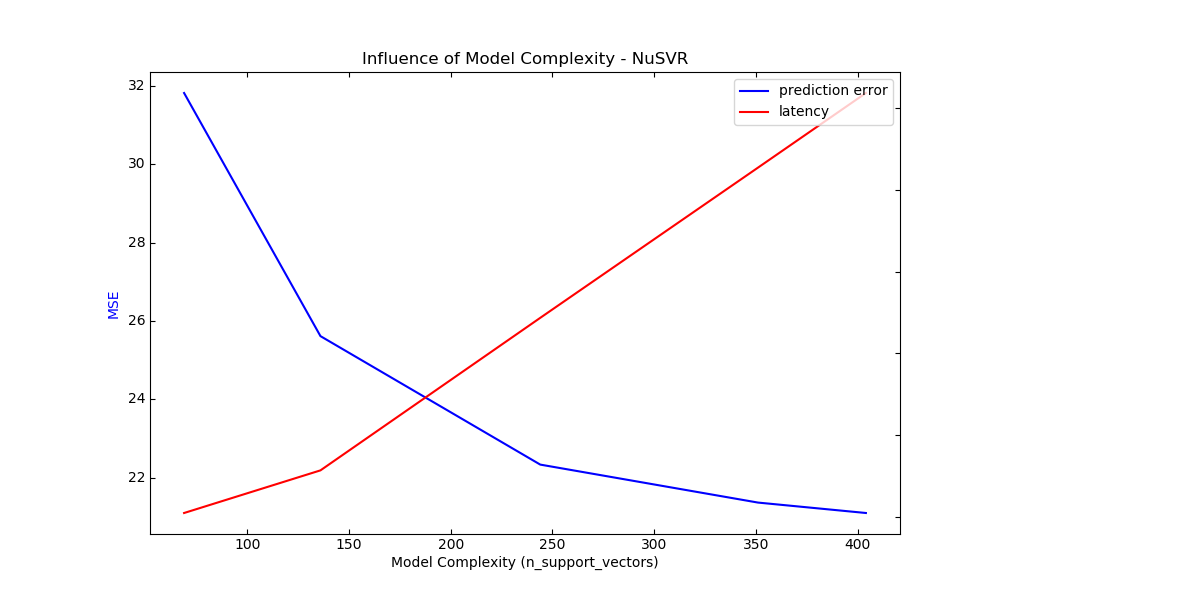 Influence of Model Complexity - NuSVR
prediction error
latency
32
30
28
26
24
22
MSE
100 150 200 250 300 350 400
Model Complexity (n_support_vectors)